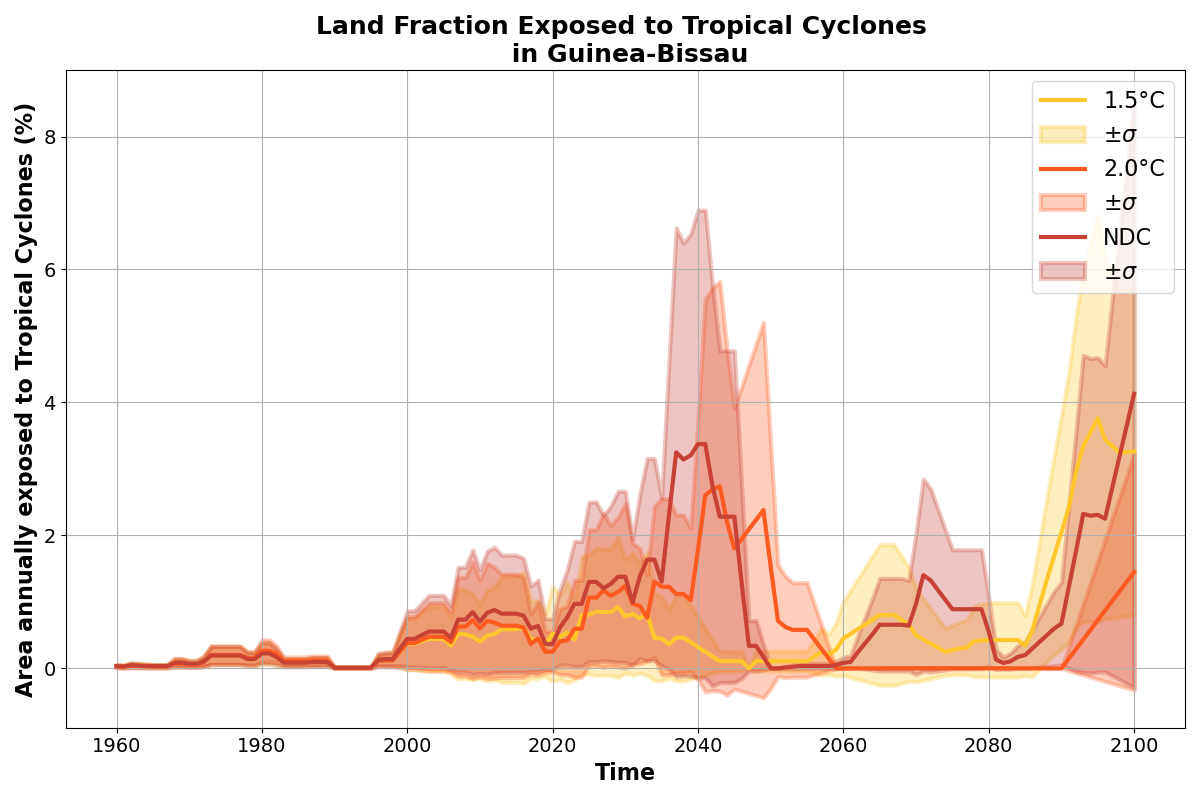 Land Fraction Exposed to Tropical Cyclones
in Guinea-Bissau
Area annually exposed to Tropical Cyclones (%)
8
6
4
2
0
1.5°C
±σ
2.0°C
±σ
NDC
±σ
1960
1980
2000
2020
2040
2060
2080
2100
Time